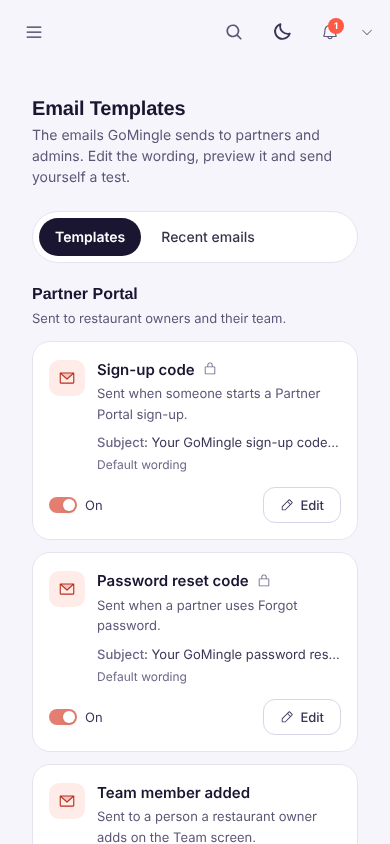 1
Email Templates
The emails GoMingle sends to partners and
admins. Edit the wording, preview it and send
yourself a test.
Templates
Recent emails
Partner Portal
Sent to restaurant owners and their team.
Sign-up code
Sent when someone starts a Partner
Portal sign-up.
Subject: Your GoMingle sign-up code...
Default wording
On
Edit
Password reset code
Sent when a partner uses Forgot
password.
Subject: Your GoMingle password res...
Default wording
On
Edit
Team member added
Sent to a person a restaurant owner
adds on the Team screen.